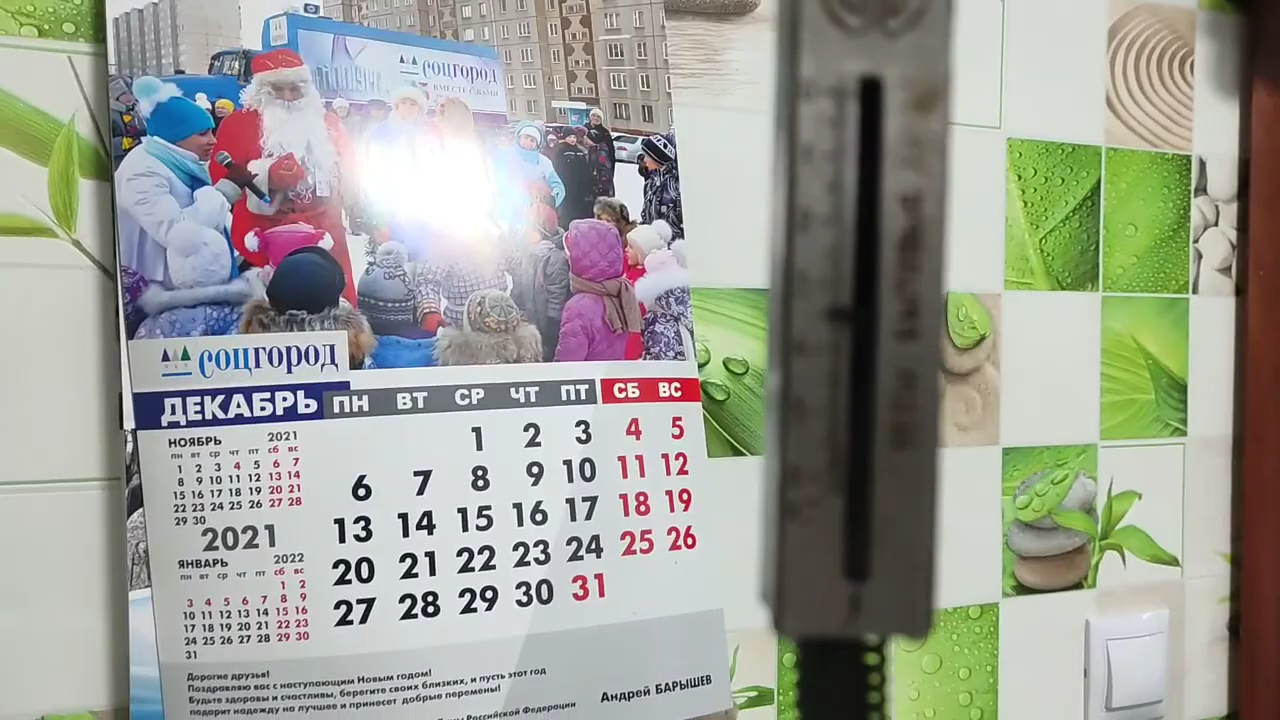 соцгород
ВМЕСТЕ С ВАМИ
соцгород
ДЕКАБРЬ ПН ВТ СР ЧТ ПТ СБ ВС
1 2 3 4 5
6 7 8 9 10 11 12
13 14 15 16 17 18 19
20 21 22 23 24 25 26
27 28 29 30 31
НОЯБРЬ 2021
пн вт ср чт пт сб вс
1 2 3 4 5 6 7
8 9 10 11 12 13 14
15 16 17 18 19 20 21
22 23 24 25 26 27 28
29 30
2021
ЯНВАРЬ 2022
пн вт ср чт пт сб вс
1 2
3 4 5 6 7 8 9
10 11 12 13 14 15 16
17 18 19 20 21 22 23
24 25 26 27 28 29 30
31
Дорогие друзья!
Поздравляю вас с наступающим Новым годом!
Будьте здоровы и счастливы, берегите своих близких, и пусть этот год
подарит надежду на лучшее и принесет добрые перемены!
Андрей БАРЫШЕВ
Российской Федерации